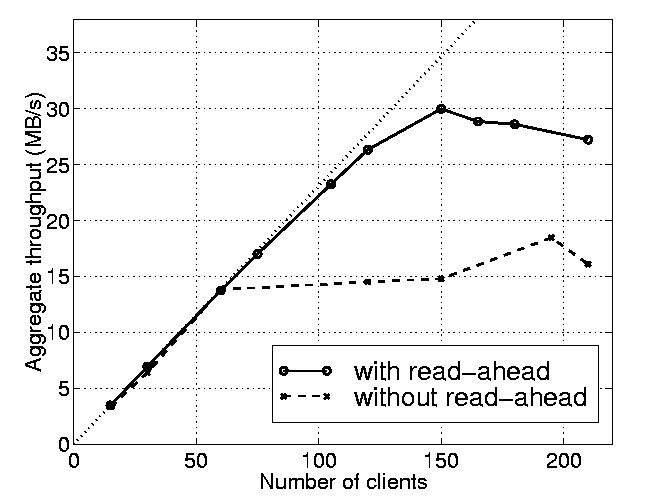 Aggregate throughput (MB/s)
35
30
25
20
15
10
5
0
0 50 100 150 200
Number of clients
with read-ahead
without read-ahead